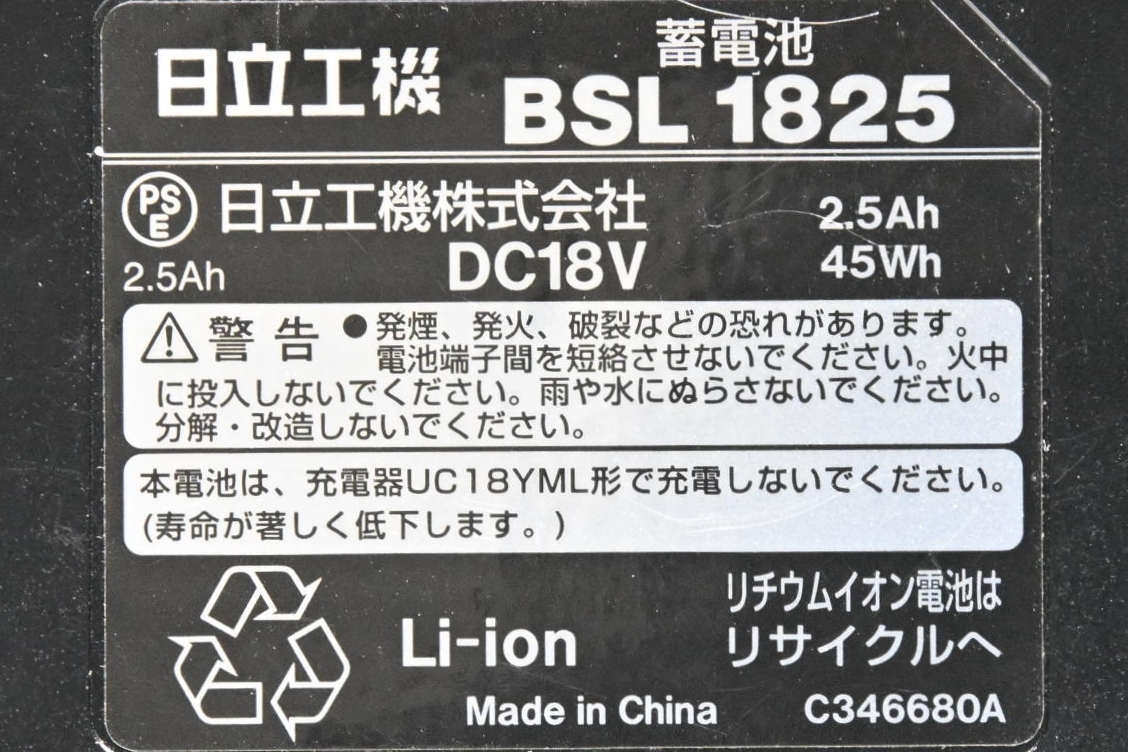 日立工機
蓄電池
BSL 1825
PSE 日立工機株式会社 2.5Ah
2.5Ah DC18V 45Wh
警告 ●発煙、発火、破裂などの恐れがあります。
電池端子間を短絡させないでください。火中
に投入しないでください。雨や水にぬらさないでください。
分解・改造しないでください。
本電池は、充電器UC18YML形で充電しないでください。
(寿命が著しく低下します。)
リチウムイオン電池は
Li-ion リサイクルへ
Made in China C346680A